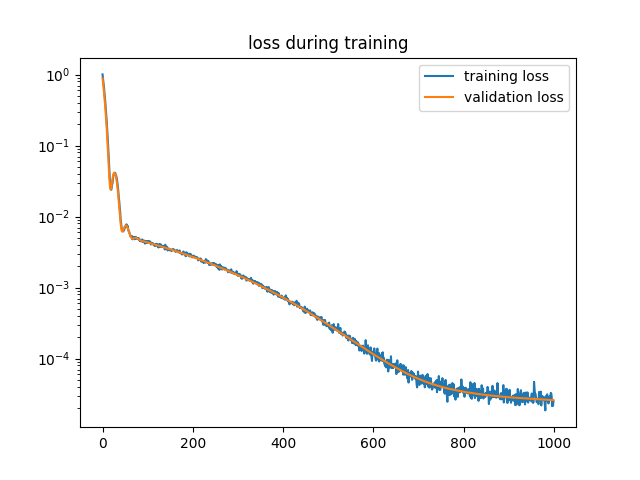 loss during training
training loss
validation loss
10⁰
10⁻¹
10⁻²
10⁻³
10⁻⁴
0 200 400 600 800 1000